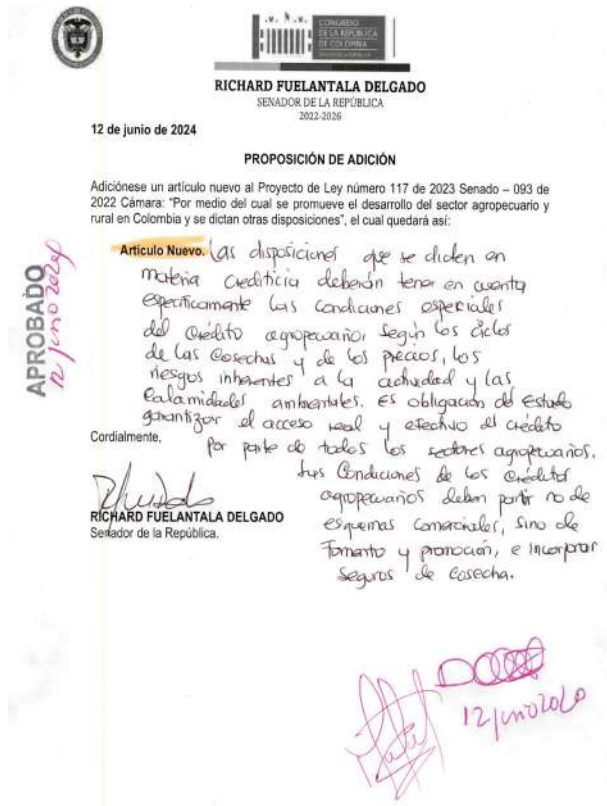 CONGRESO
DE LA REPÚBLICA
DE COLOMBIA
RICHARD FUELANTALA DELGADO
SENADOR DE LA REPÚBLICA
2022-2026
12 de junio de 2024
PROPOSICIÓN DE ADICIÓN
Adiciónese un artículo nuevo al Proyecto de Ley número 117 de 2023 Senado – 093 de
2022 Cámara: "Por medio del cual se promueve el desarrollo del sector agropecuario y
rural en Colombia y se dictan otras disposiciones", el cual quedará así:
Artículo Nuevo. Las disposiciones que se dicten en
materia crediticia deberán tener en cuenta
específicamente las condiciones especiales
del crédito agropecuario, según los ciclos
de las cosechas y de los precios, los
riesgos inherentes a la actividad y las
calamidades ambientales. Es obligación del Estado
garantizar el acceso real y efectivo del crédito
por parte de todos los sectores agropecuarios.
Las Condiciones de los créditos
agropecuarios deben partir no de
esquemas comerciales, sino de
Fomento y promoción, e incorporar
Seguros de Cosecha.
APROBADO
12 junio
Cordialmente,
RICHARD FUELANTALA DELGADO
Senador de la República.
12 junio